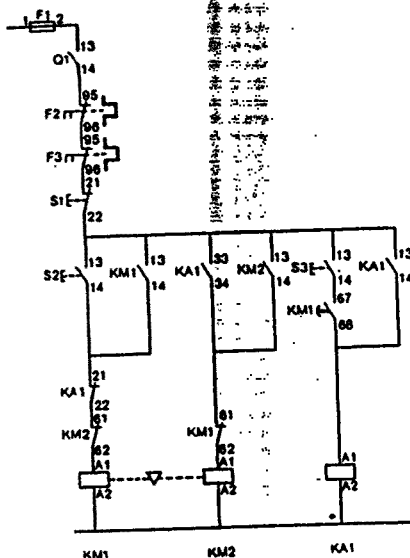 F1
1 2
13
Q1
14
95
F2
96
95
F3
96
21
S1
22
13 13 33 13 13 13
S2 KM1 KA1 KM2 S3 KA1
14 14 34 14 14 14
67
KM1
68
21
KA1
22
61 61
KM2 KM1
62 62
A1 A1 A1
A2 A2 A2
KM1 KM2 KA1